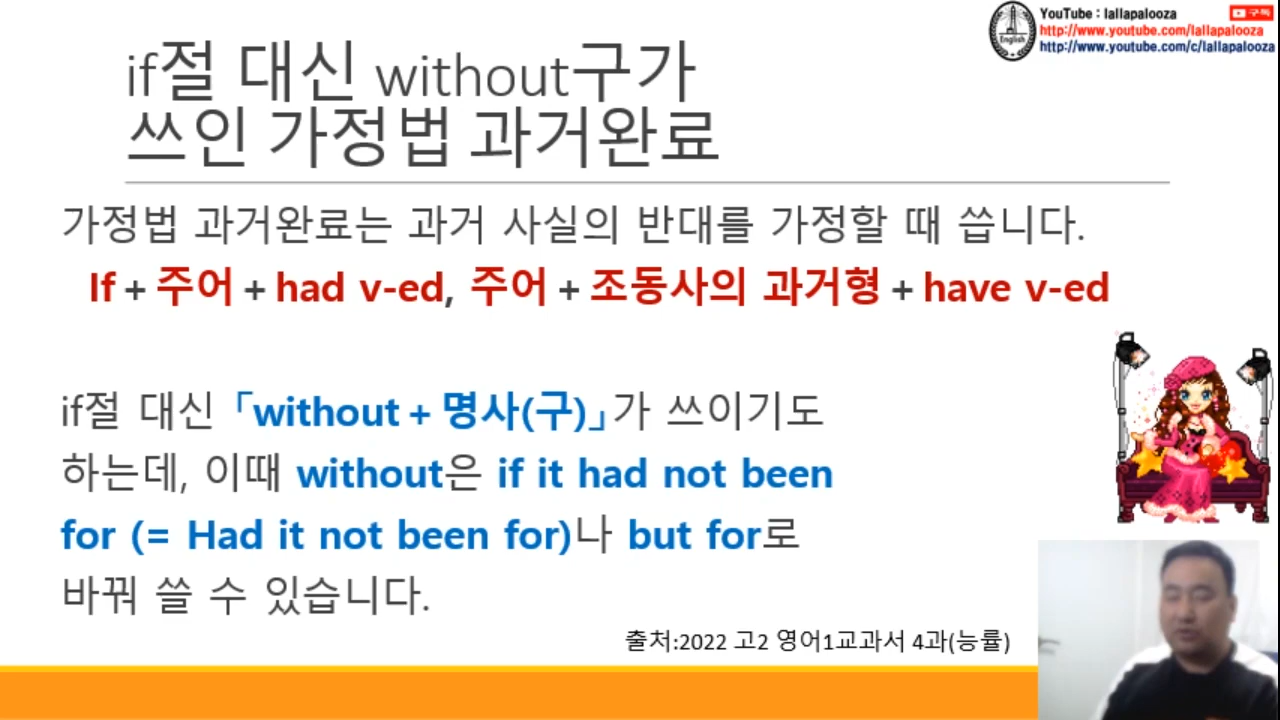 YouTube : lallapalooza
구독
http://www.youtube.com/lallapalooza
http://www.youtube.com/c/lallapalooza
English
if절 대신 without구가
쓰인 가정법 과거완료
가정법 과거완료는 과거 사실의 반대를 가정할 때 씁니다.
If + 주어 + had v-ed, 주어 + 조동사의 과거형 + have v-ed
if절 대신 「without + 명사(구)」가 쓰이기도
하는데, 이때 without은 if it had not been
for (= Had it not been for)나 but for로
바꿔 쓸 수 있습니다.
출처:2022 고2 영어1교과서 4과(능률)